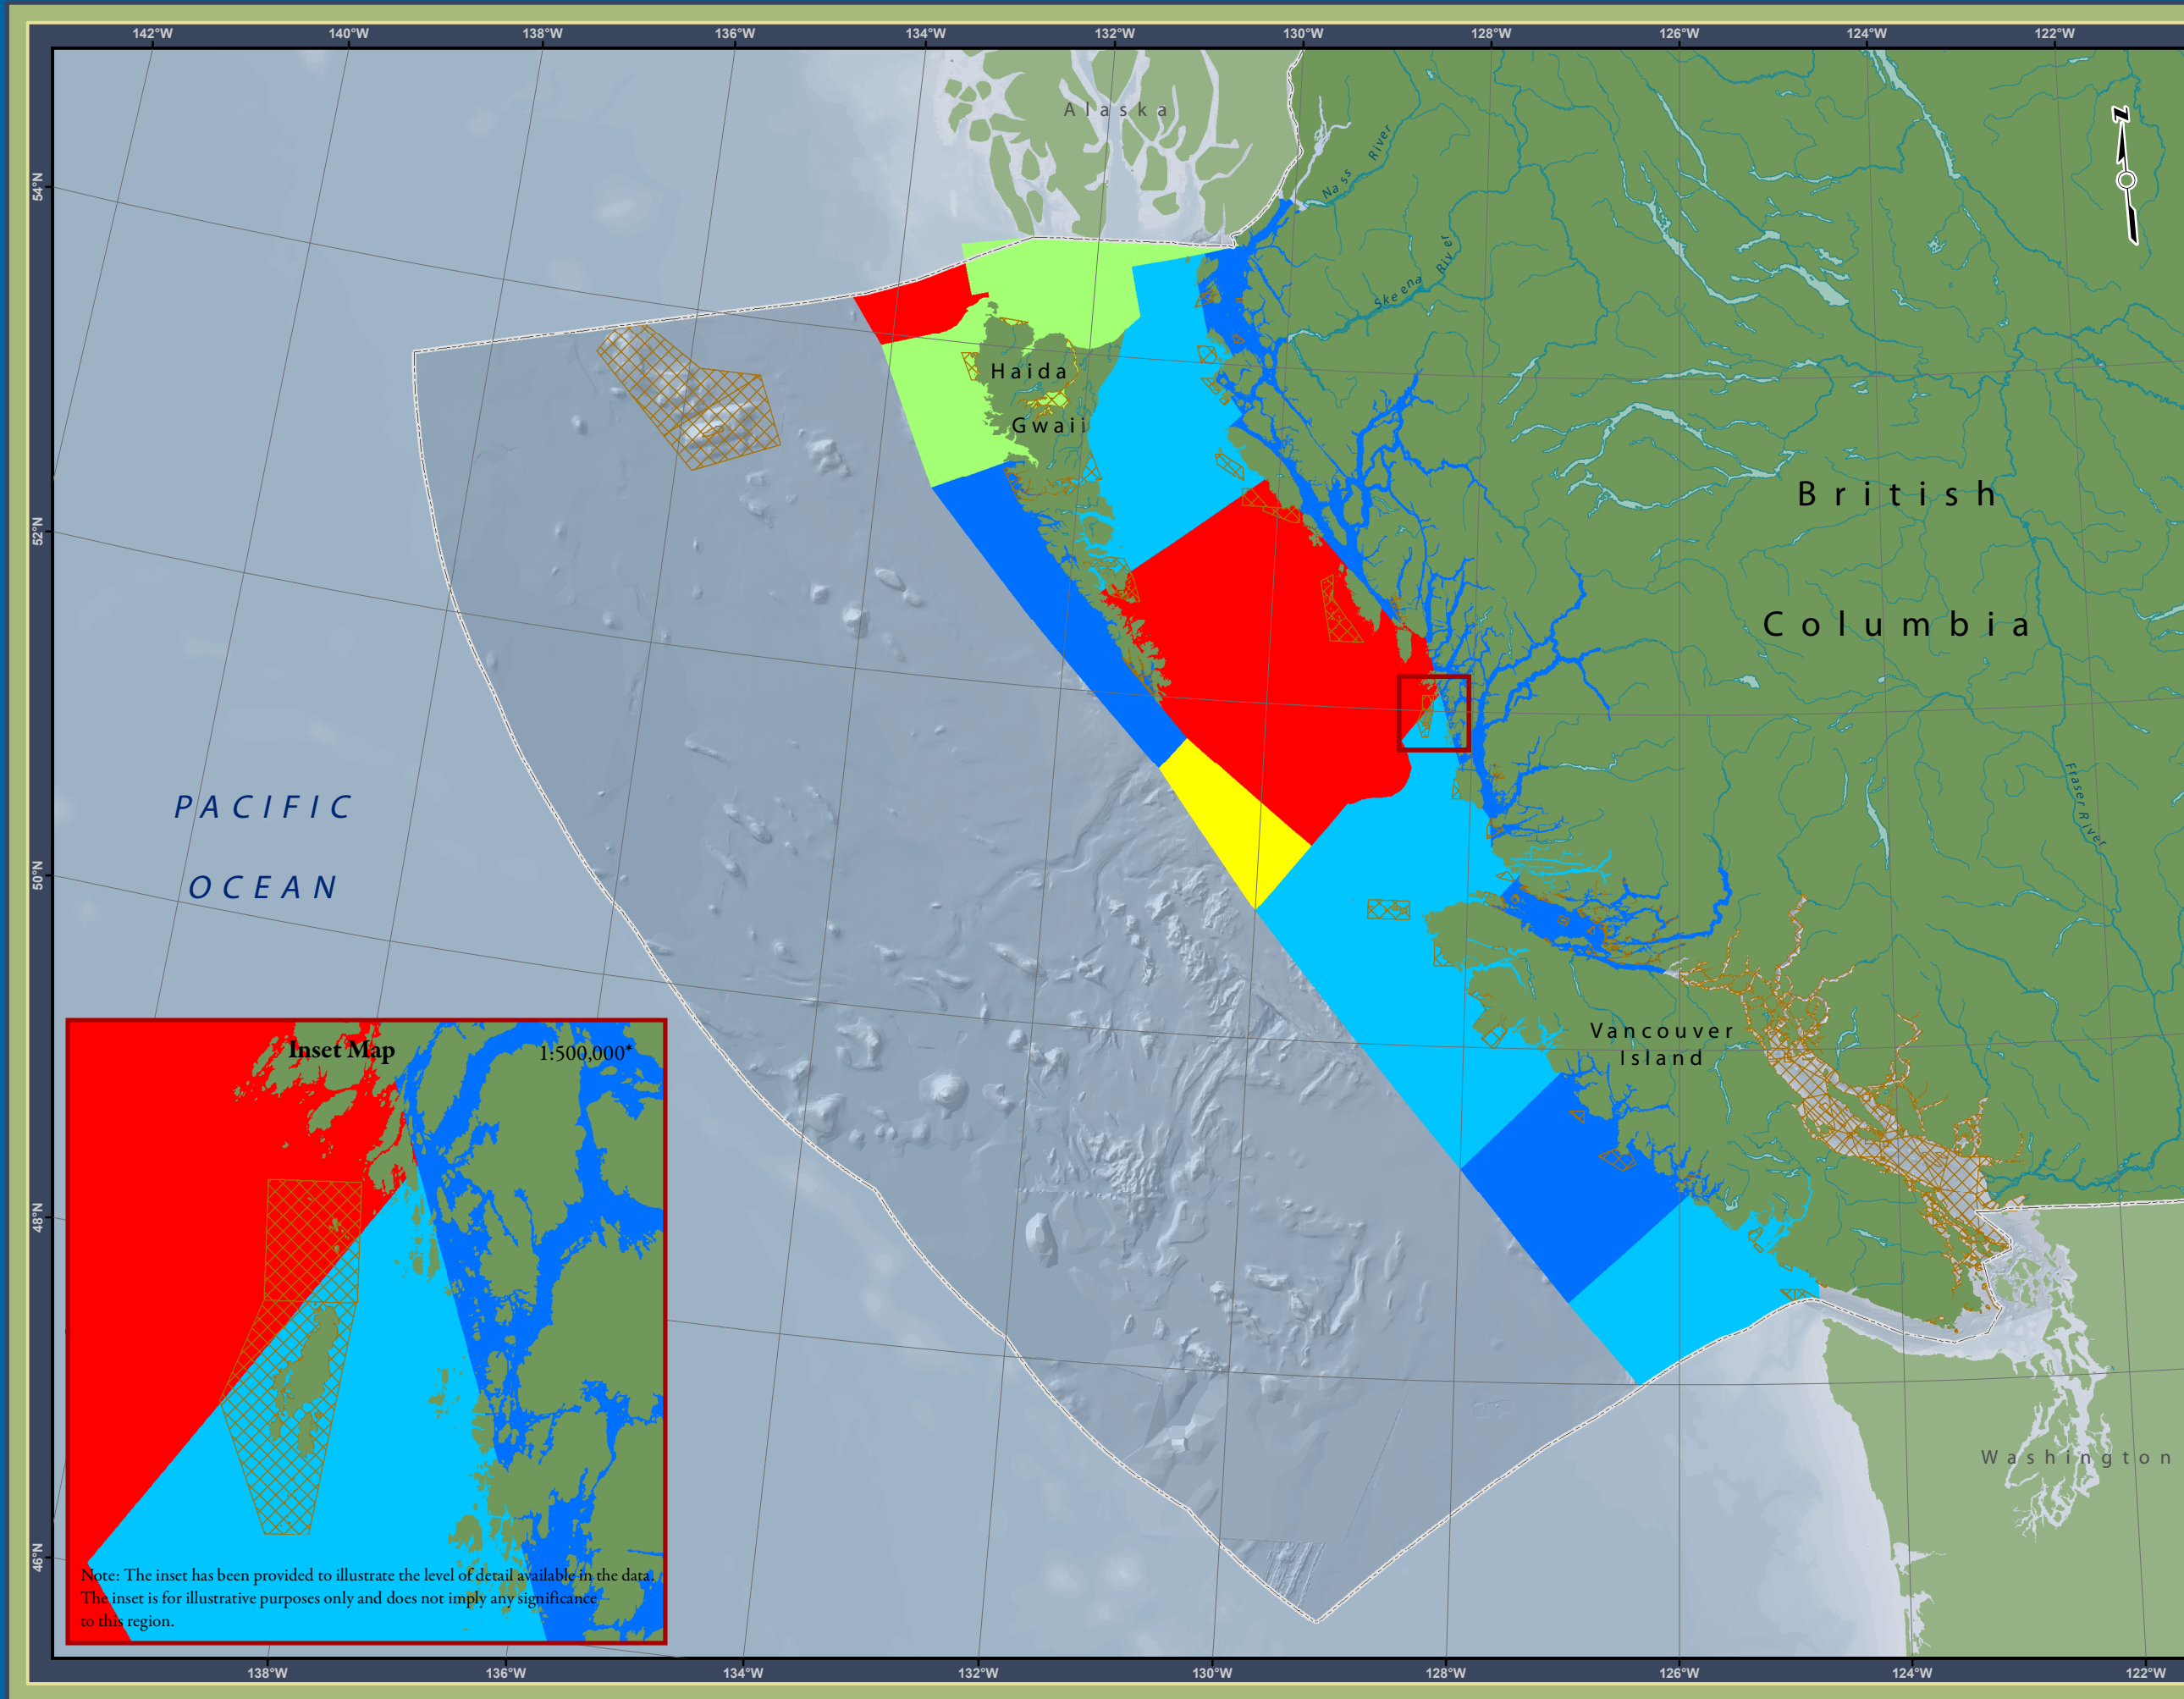 142°W 140°W 138°W 136°W 134°W 132°W 130°W 128°W 126°W 124°W 122°W
Alaska
N
Nass River
54°N
Skeena River
Haida
Gwaii
British
52°N
Columbia
Fraser River
PACIFIC
50°N
OCEAN
Vancouver
Island
Inset Map
1:500,000*
48°N
Washington
46°N
Note: The inset has been provided to illustrate the level of detail available in the data.
The inset is for illustrative purposes only and does not imply any significance
to this region.
138°W 136°W 134°W 132°W 130°W 128°W 126°W 124°W 122°W